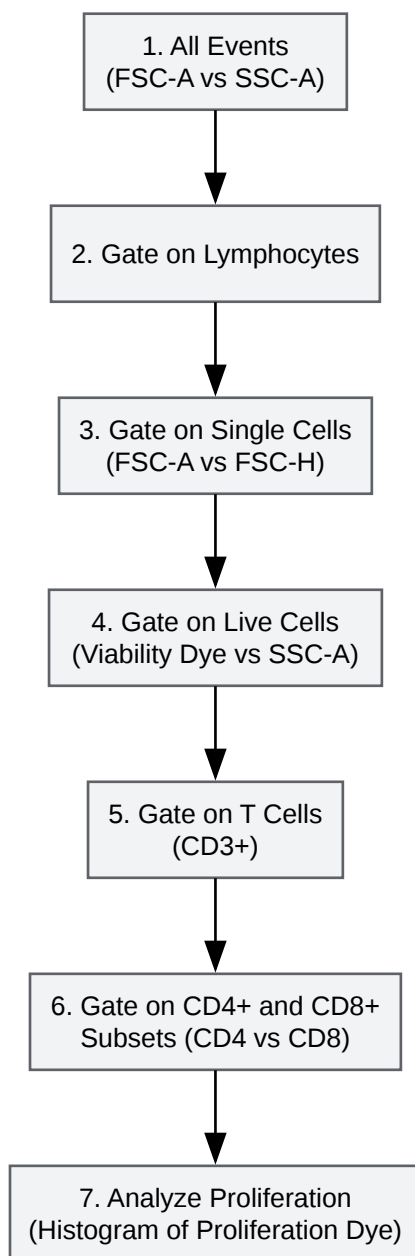 1. All Events
(FSC-A vs SSC-A)
2. Gate on Lymphocytes
3. Gate on Single Cells
(FSC-A vs FSC-H)
4. Gate on Live Cells
(Viability Dye vs SSC-A)
5. Gate on T Cells
(CD3+)
6. Gate on CD4+ and CD8+
Subsets (CD4 vs CD8)
7. Analyze Proliferation
(Histogram of Proliferation Dye)